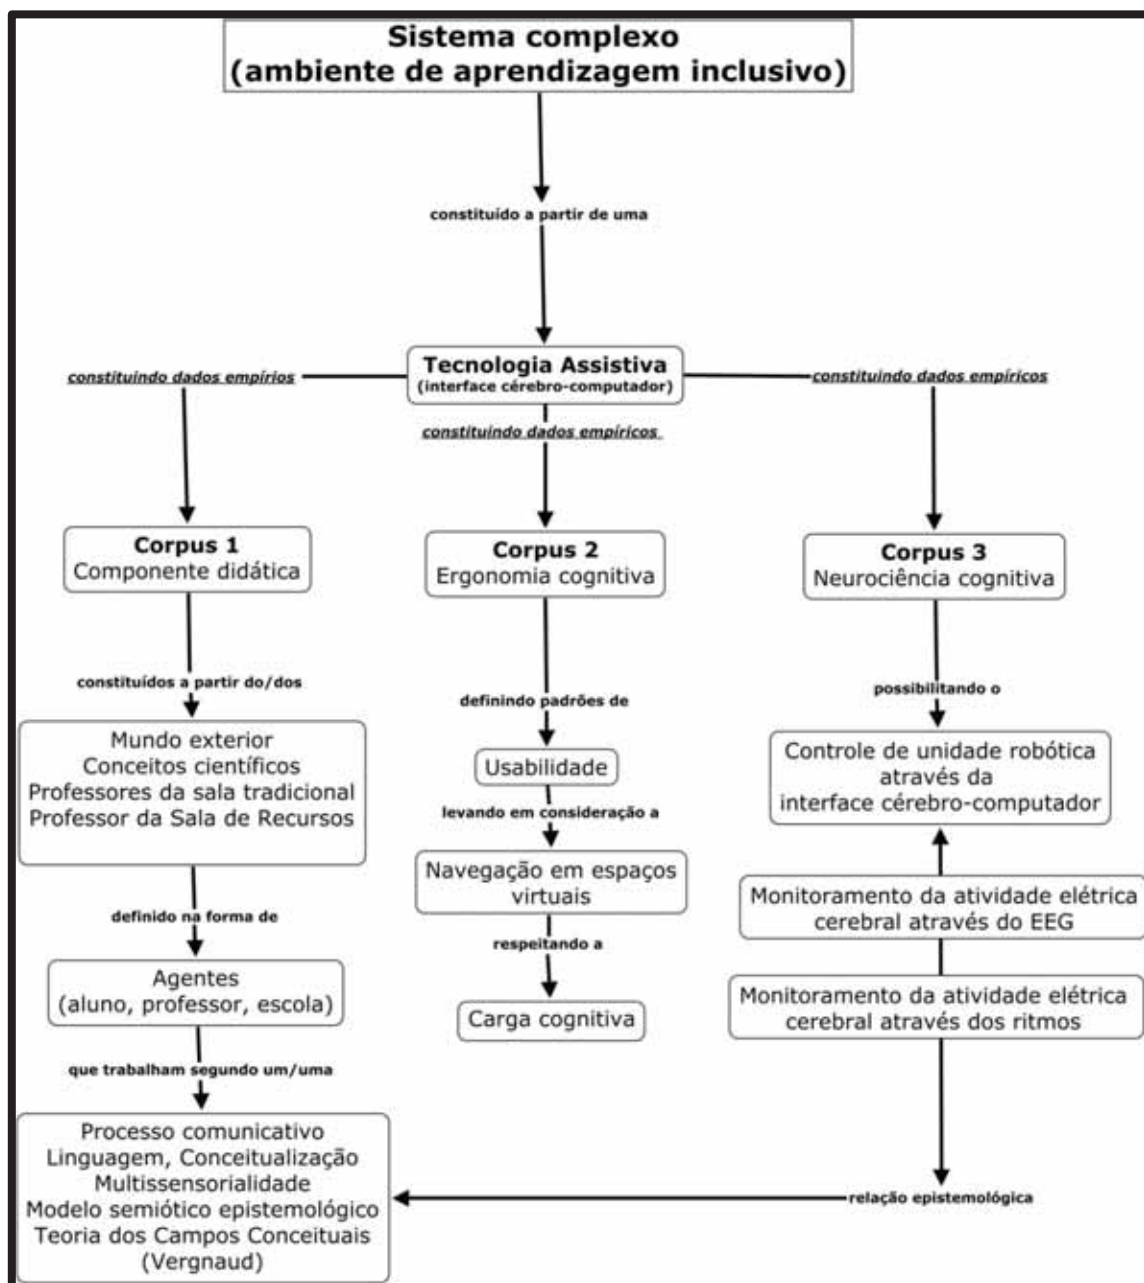 Sistema complexo
(ambiente de aprendizagem inclusivo)
constituído a partir de uma
Tecnologia Assistiva
(interface cérebro-computador)
constituindo dados empírios
constituindo dados empíricos
constituindo dados empíricos
Corpus 1
Componente didática
constituídos a partir do/dos
Mundo exterior
Conceitos científicos
Professores da sala tradicional
Professor da Sala de Recursos
definido na forma de
Agentes
(aluno, professor, escola)
que trabalham segundo um/uma
Processo comunicativo
Linguagem, Conceitualização
Multissensorialidade
Modelo semiótico epistemológico
Teoria dos Campos Conceituais
(Vergnaud)
Corpus 2
Ergonomia cognitiva
definindo padrões de
Usabilidade
levando em consideração a
Navegação em espaços
virtuais
respeitando a
Carga cognitiva
Corpus 3
Neurociência cognitiva
possibilitando o
Controle de unidade robótica
através da
interface cérebro-computador
Monitoramento da atividade elétrica
cerebral através do EEG
Monitoramento da atividade elétrica
cerebral através dos ritmos
relação epistemológica